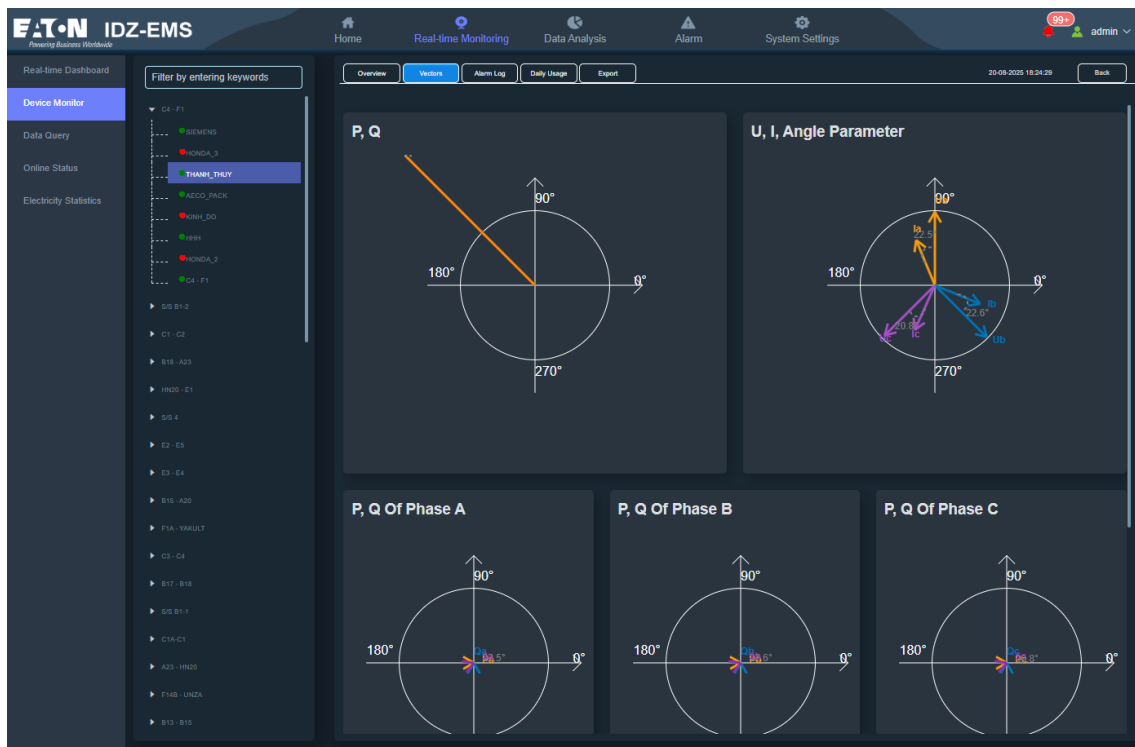 EATON IDZ-EMS
Powering Business Worldwide
Home
Real-time Monitoring
Data Analysis
Alarm
System Settings
99+
admin
Real-time Dashboard
Device Monitor
Data Query
Online Status
Electricity Statistics
Filter by entering keywords
C4 - F1
SIEMENS
HONDA_3
THANH_THUY
AECO_PACK
KINH_DO
HHH
HONDA_2
C4 - F1
S/S B1-2
C1 - C2
B16 - A23
HN20 - E1
S/S 4
E2 - E5
E3 - E4
B15 - A20
F1A - YAKULT
C3 - C4
B17 - B18
S/S B1-1
C1A-C1
A23 - HN20
F14B - UNZA
B13 - B15
Overview
Vectors
Alarm Log
Daily Usage
Export
20-08-2025 18:24:29
Back
P, Q
90°
180°
0°
270°
U, I, Angle Parameter
90°
Ia
22.5
180°
0°
Ib
22.6°
20.8
Ic
Uc
Ub
270°
P, Q Of Phase A
90°
180°
0°
P, Q Of Phase B
90°
180°
0°
P, Q Of Phase C
90°
180°
0°